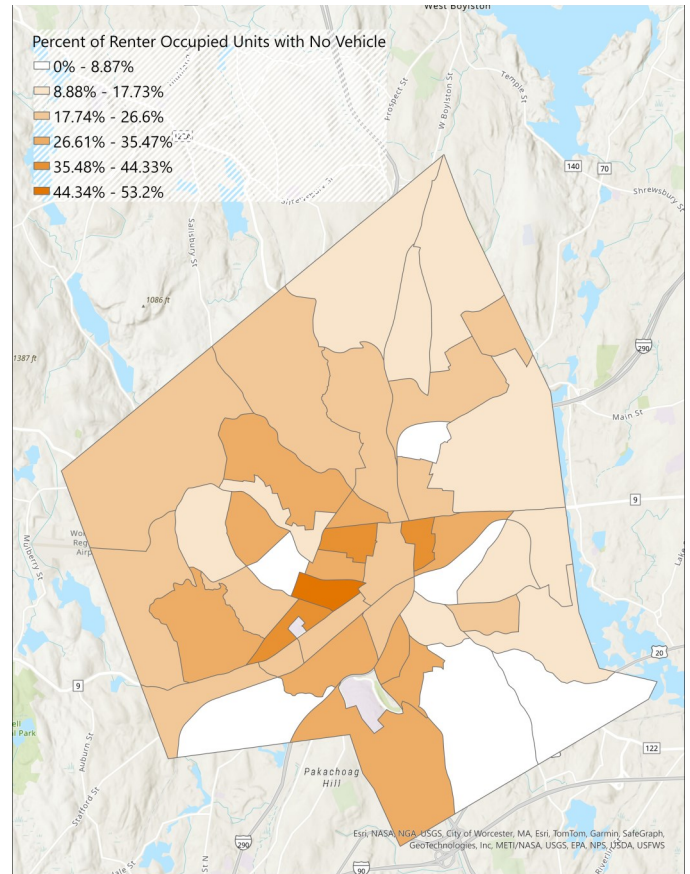 West Boylston
Percent of Renter Occupied Units with No Vehicle
0% - 8.87%
8.88% - 17.73%
17.74% - 26.6%
26.61% - 35.47%
35.48% - 44.33%
44.34% - 53.2%
Prospect St
W Boylston St
Temple St
140
70
Shrewsbury St
Salisbury St
1086 ft
1387 ft
290
Main St
9
Mulberry St
Airp
Lake
20
9
Park
Auburn St
122
Pakachoag
Hill
Stafford St
290
90
Esri, NASA, NGA, USGS, City of Worcester, MA, Esri, TomTom, Garmin, SafeGraph,
GeoTechnologies, Inc, METI/NASA, USGS, EPA, NPS, USDA, USFWS